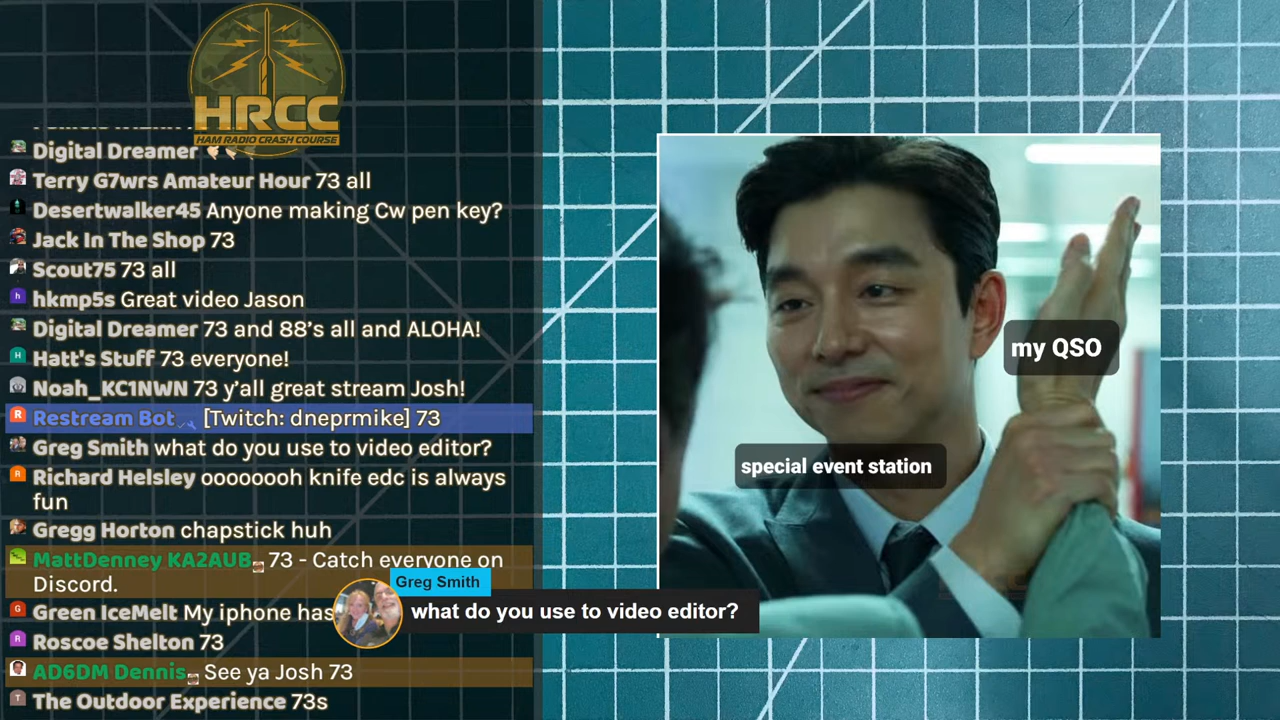 HRCC
HAM RADIO CRASH COURSE
Digital Dreamer
Terry G7wrs Amateur Hour 73 all
Desertwalker45 Anyone making Cw pen key?
Jack In The Shop 73
Scout75 73 all
hkmp5s Great video Jason
Digital Dreamer 73 and 88's all and ALOHA!
Hatt's Stuff 73 everyone!
Noah_KC1NWN 73 y'all great stream Josh!
Restream Bot [Twitch: dneprmike] 73
Greg Smith what do you use to video editor?
Richard Helsley ooooooooh knife edc is always
fun
Gregg Horton chapstick huh
MattDenney KA2AUB 73 - Catch everyone on
Discord.
Green IceMelt My iphone has
Roscoe Shelton 73
AD6DM Dennis See ya Josh 73
The Outdoor Experience 73s
Greg Smith
what do you use to video editor?
my QSO
special event station